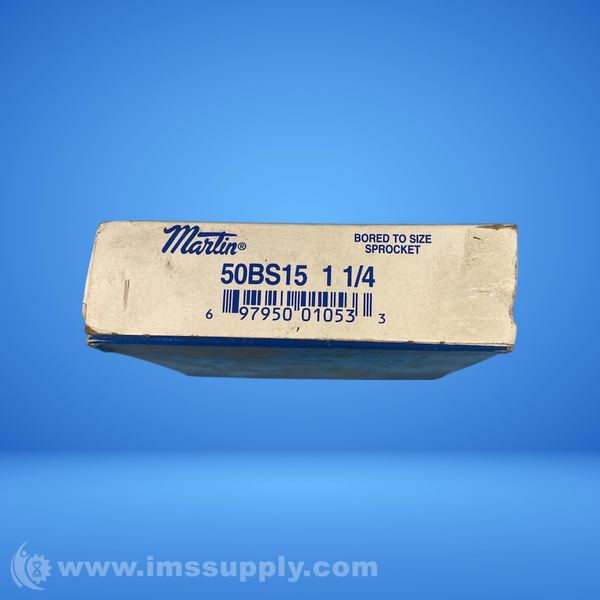 Martin®
BORED TO SIZE
SPROCKET
50BS15 1 1/4
6 97950 01053 3
www.imssupply.com